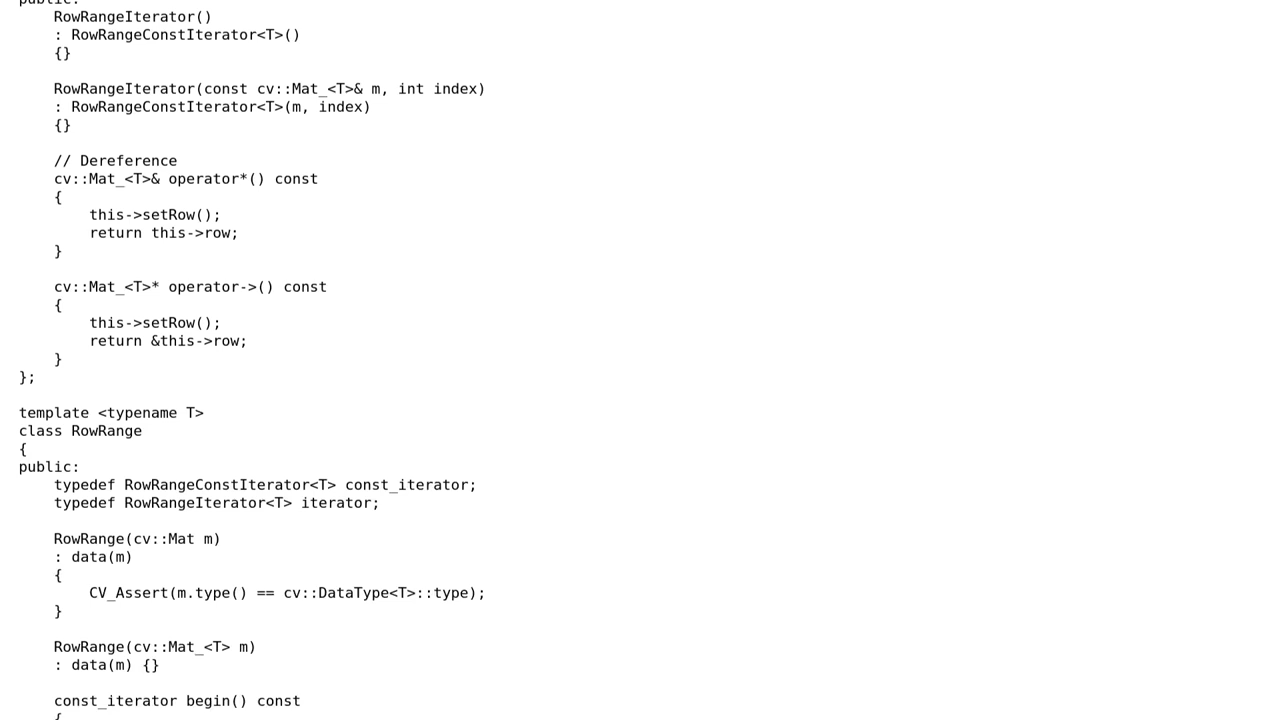 public:
    RowRangeIterator()
    : RowRangeConstIterator<T>()
    {}

    RowRangeIterator(const cv::Mat_<T>& m, int index)
    : RowRangeConstIterator<T>(m, index)
    {}

    // Dereference
    cv::Mat_<T>& operator*() const
    {
        this->setRow();
        return this->row;
    }

    cv::Mat_<T>* operator->() const
    {
        this->setRow();
        return &this->row;
    }
};

template <typename T>
class RowRange
{
public:
    typedef RowRangeConstIterator<T> const_iterator;
    typedef RowRangeIterator<T> iterator;

    RowRange(cv::Mat m)
    : data(m)
    {
        CV_Assert(m.type() == cv::DataType<T>::type);
    }

    RowRange(cv::Mat_<T> m)
    : data(m) {}

    const_iterator begin() const
    {